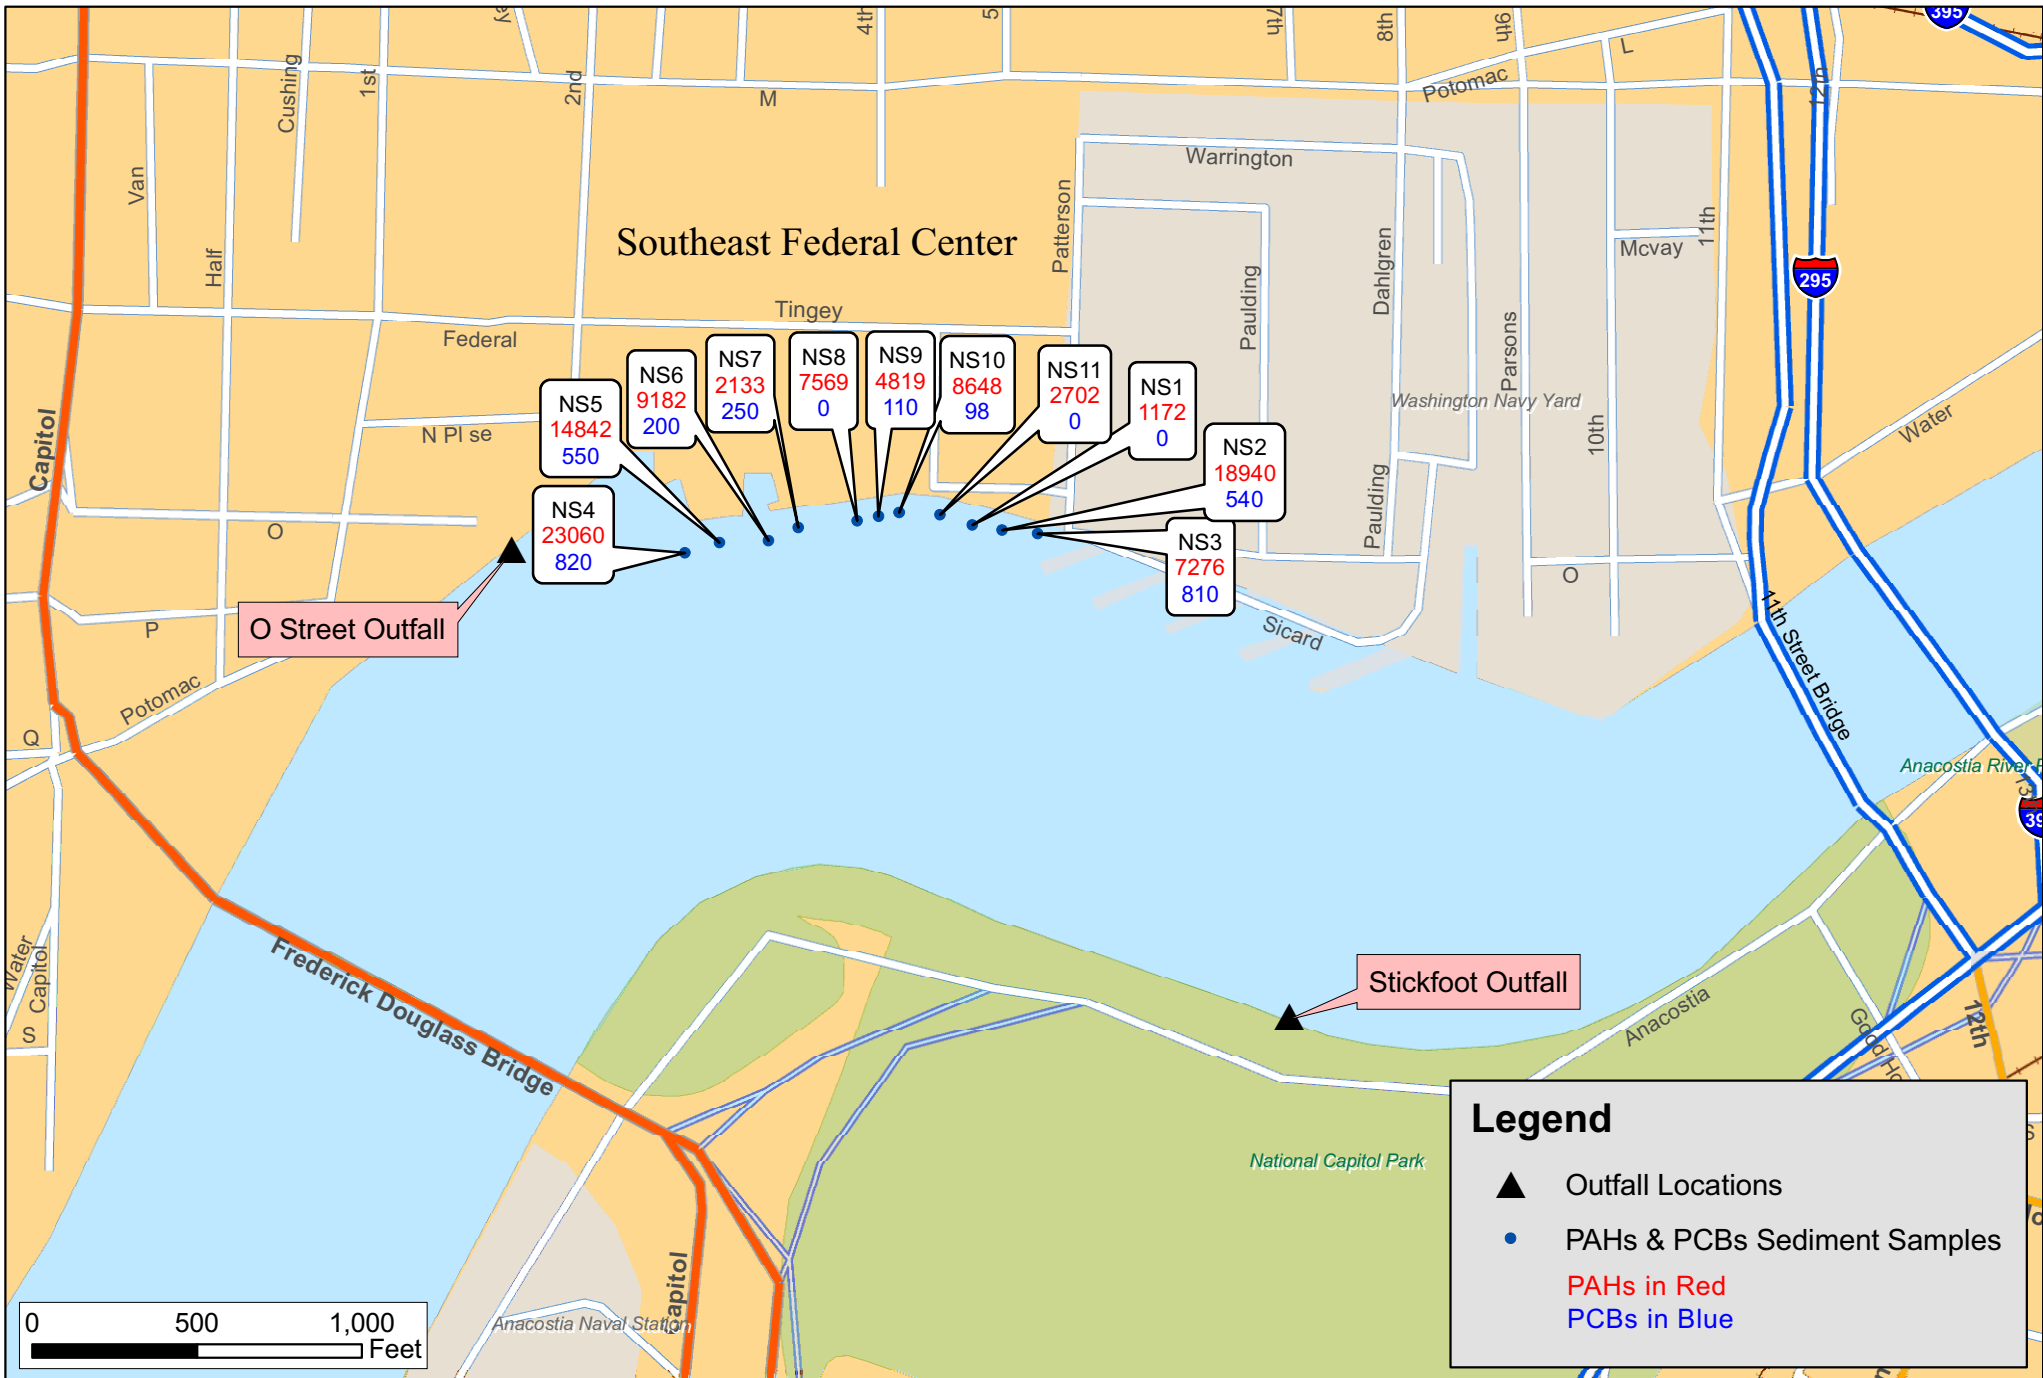 395
4th
5
7th
8th
9th
L
Cushing
1st
2nd
M
Potomac
12th
Van
Warrington
Half
Southeast Federal Center
Patterson
Paulding
Dahlgren
Mcvay
11th
295
Tingey
Federal
Parsons
NS5
14842
550
NS6
9182
200
NS7
2133
250
NS8
7569
0
NS9
4819
110
NS10
8648
98
NS11
2702
0
NS1
1172
0
NS2
18940
540
NS3
7276
810
NS4
23060
820
Washington Navy Yard
Capitol
N Pl se
10th
Water
Paulding
O
O
O Street Outfall
P
Sicard
11th Street Bridge
Potomac
Q
Anacostia River
39
Water
Capitol
S
Frederick Douglass Bridge
Stickfoot Outfall
Anacostia
12th
National Capitol Park
Capitol
Anacostia Naval Station
0 500 1,000
Feet
Legend
Outfall Locations
PAHs & PCBs Sediment Samples
PAHs in Red
PCBs in Blue